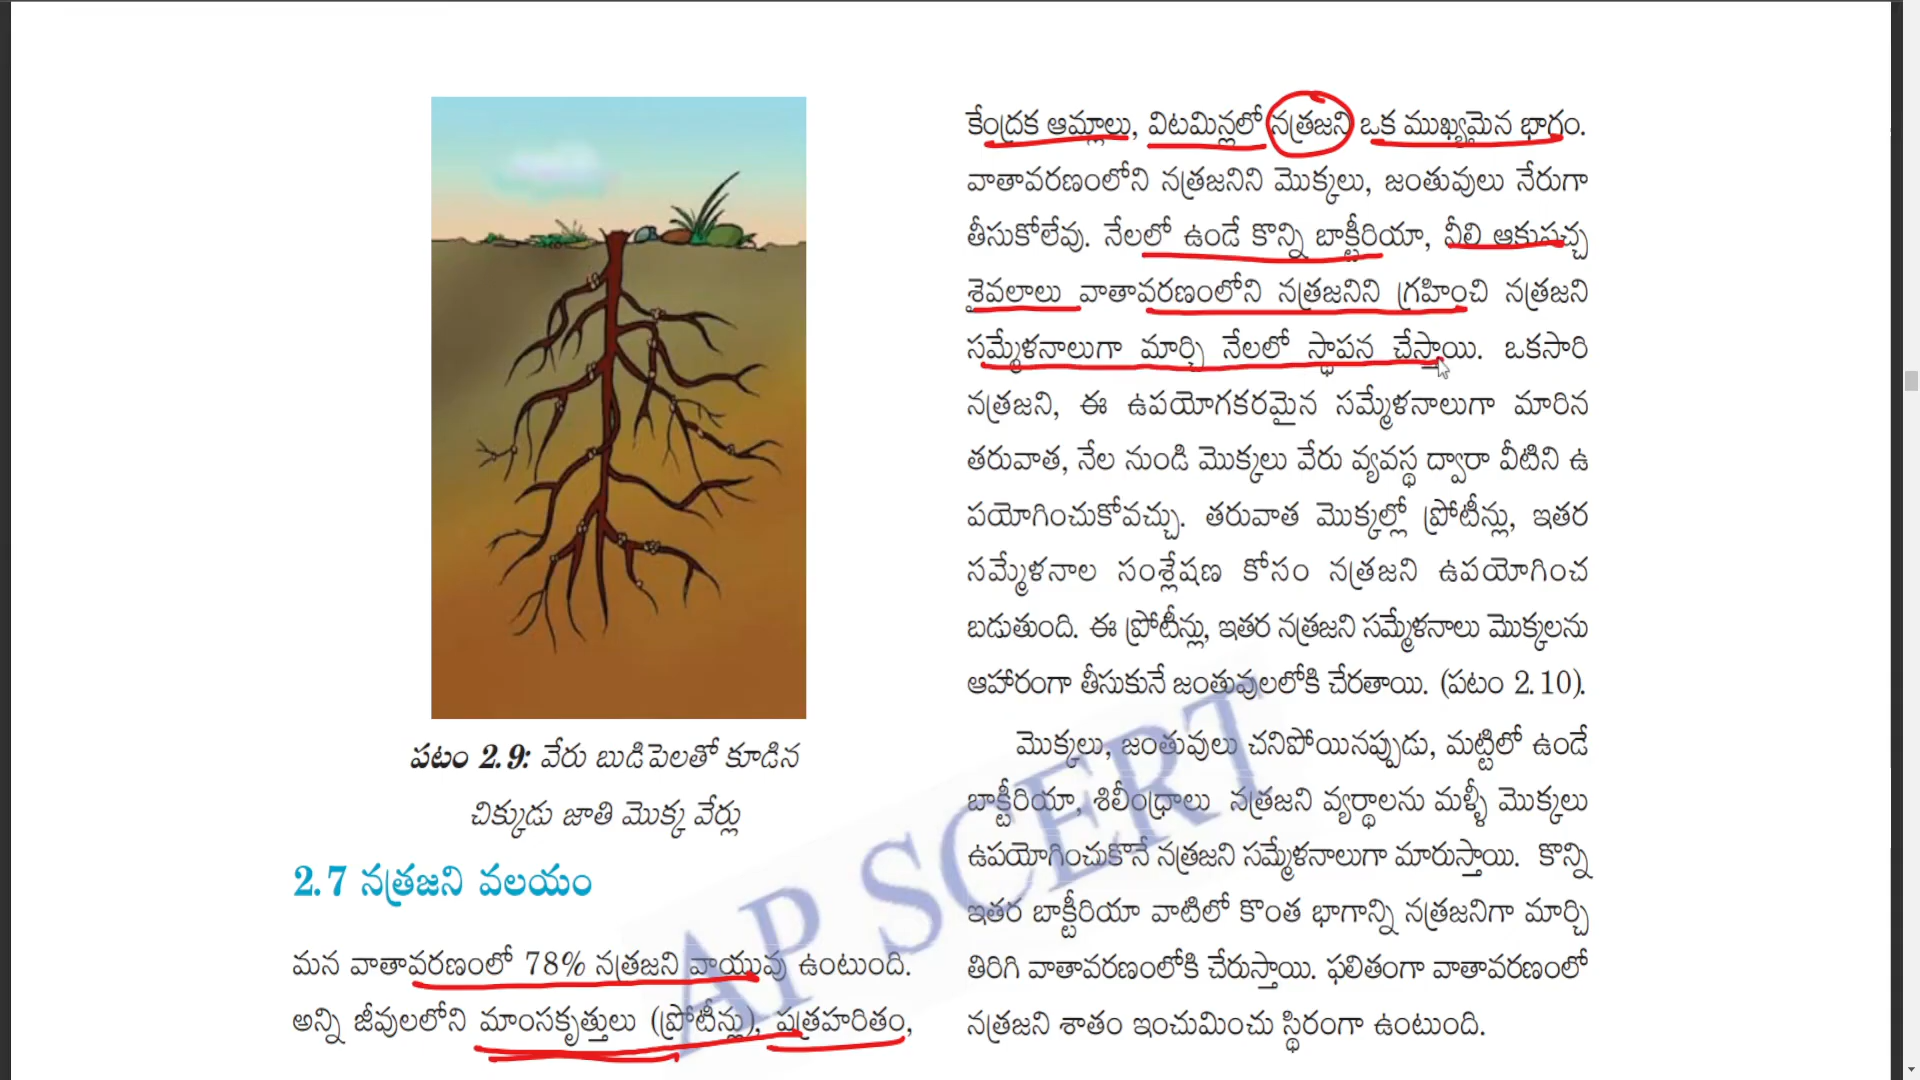 పటం 2.9: వేరు బుడిపెలతో కూడిన
చిక్కుడు జాతి మొక్క వేర్లు
2.7 నత్రజని వలయం
మన వాతావరణంలో 78% నత్రజని వాయువు ఉంటుంది.
అన్ని జీవులలోని మాంసకృత్తులు (ప్రోటీన్లు), పత్రహరితం,
కేంద్రక ఆమ్లాలు, విటమిన్లలో నత్రజని ఒక ముఖ్యమైన భాగం.
వాతావరణంలోని నత్రజనిని మొక్కలు, జంతువులు నేరుగా
తీసుకోలేవు. నేలలో ఉండే కొన్ని బాక్టీరియా, నీలి ఆకుపచ్చ
శైవలాలు వాతావరణంలోని నత్రజనిని గ్రహించి నత్రజని
సమ్మేళనాలుగా మార్చి నేలలో స్థాపన చేస్తాయి. ఒకసారి
నత్రజని, ఈ ఉపయోగకరమైన సమ్మేళనాలుగా మారిన
తరువాత, నేల నుండి మొక్కలు వేరు వ్యవస్థ ద్వారా వీటిని ఉ
పయోగించుకోవచ్చు. తరువాత మొక్కల్లో ప్రోటీన్లు, ఇతర
సమ్మేళనాల సంశ్లేషణ కోసం నత్రజని ఉపయోగించ
బడుతుంది. ఈ ప్రోటీన్లు, ఇతర నత్రజని సమ్మేళనాలు మొక్కలను
ఆహారంగా తీసుకునే జంతువులలోకి చేరతాయి. (పటం 2.10).
మొక్కలు, జంతువులు చనిపోయినప్పుడు, మట్టిలో ఉండే
బాక్టీరియా, శిలీంధ్రాలు నత్రజని వ్యర్థాలను మళ్ళీ మొక్కలు
ఉపయోగించుకొనే నత్రజని సమ్మేళనాలుగా మారుస్తాయి. కొన్ని
ఇతర బాక్టీరియా వాటిలో కొంత భాగాన్ని నత్రజనిగా మార్చి
తిరిగి వాతావరణంలోకి చేరుస్తాయి. ఫలితంగా వాతావరణంలో
నత్రజని శాతం ఇంచుమించు స్థిరంగా ఉంటుంది.
AP SCERT